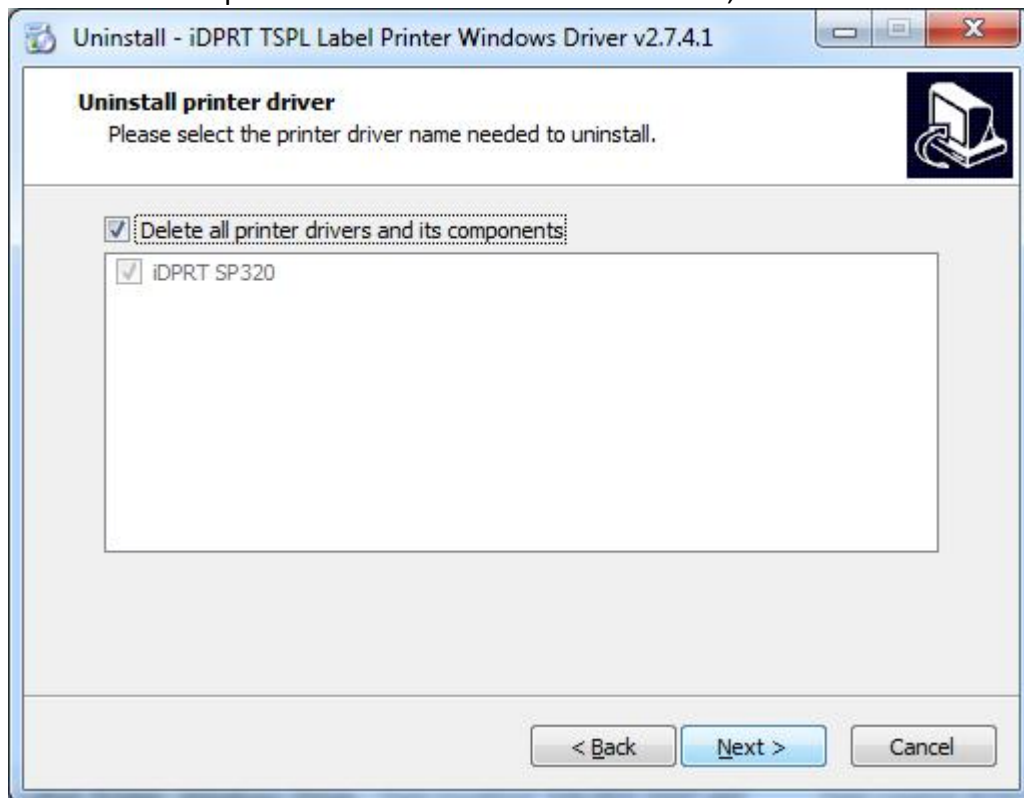 Uninstall - iDPRT TSPL Label Printer Windows Driver v2.7.4.1
Uninstall printer driver
Please select the printer driver name needed to uninstall.
Delete all printer drivers and its components
iDPRT SP320
< Back
Next >
Cancel